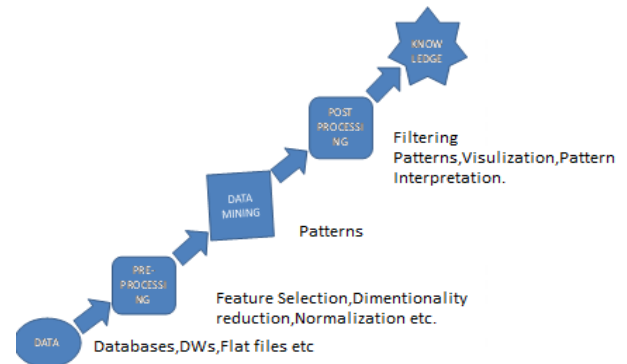 KNOW
LEDGE
POST
PROCESSI
NG
Filtering
Patterns,Visulization,Pattern
Interpretation.
DATA
MINING
Patterns
PRE-
PROCESSI
NG
Feature Selection,Dimentionality
reduction,Normalization etc.
DATA
Databases,DWs,Flat files etc